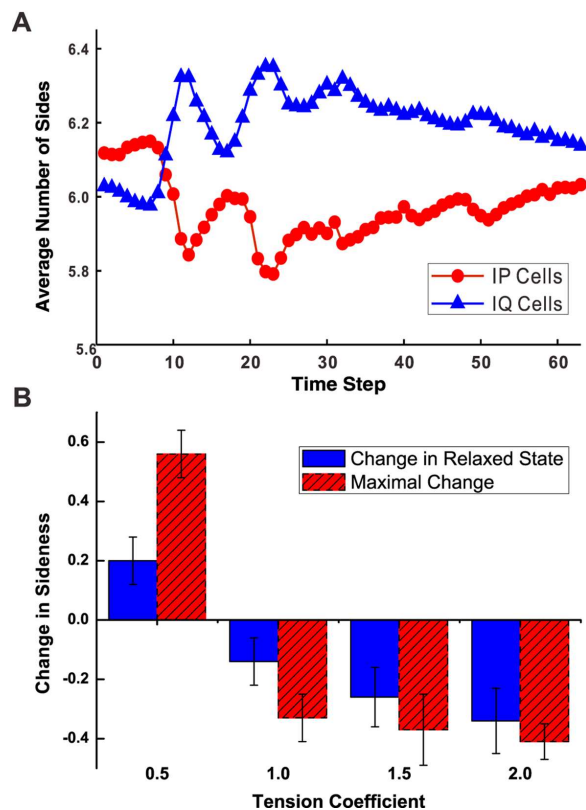 A
Average Number of Sides
6.4
6.2
6.0
5.8
5.6
0 10 20 30 40 50 60
Time Step
IP Cells
IQ Cells
B
Change in Sideness
0.6
0.4
0.2
0.0
-0.2
-0.4
Change in Relaxed State
Maximal Change
0.5 1.0 1.5 2.0
Tension Coefficient